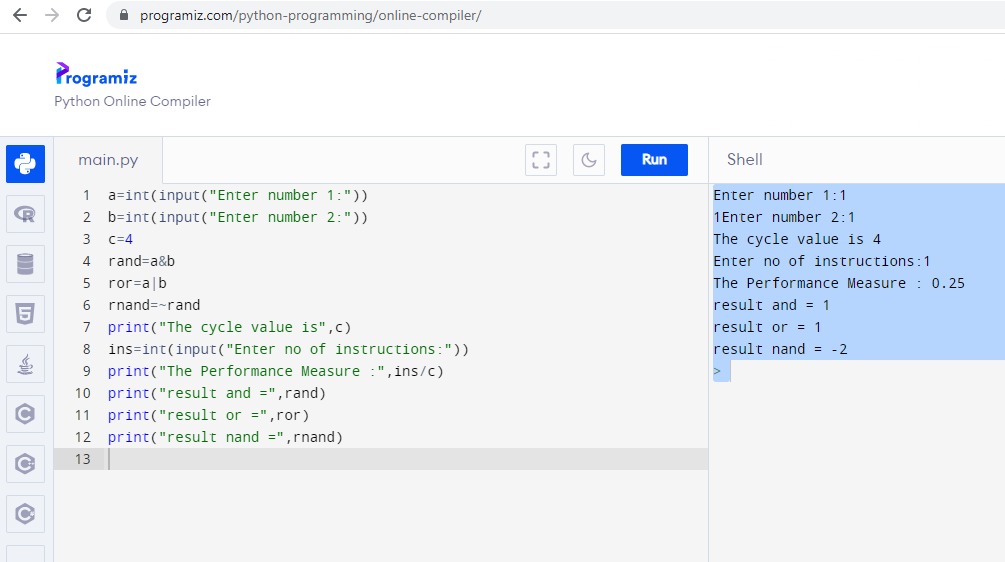 programiz.com/python-programming/online-compiler/
Programiz
Python Online Compiler
main.py
Run
Shell
1 a=int(input("Enter number 1:"))
2 b=int(input("Enter number 2:"))
3 c=4
4 rand=a&b
5 ror=a|b
6 rnand=~rand
7 print("The cycle value is",c)
8 ins=int(input("Enter no of instructions:"))
9 print("The Performance Measure :",ins/c)
10 print("result and =",rand)
11 print("result or =",ror)
12 print("result nand =",rnand)
13
Enter number 1:1
1Enter number 2:1
The cycle value is 4
Enter no of instructions:1
The Performance Measure : 0.25
result and = 1
result or = 1
result nand = -2
>